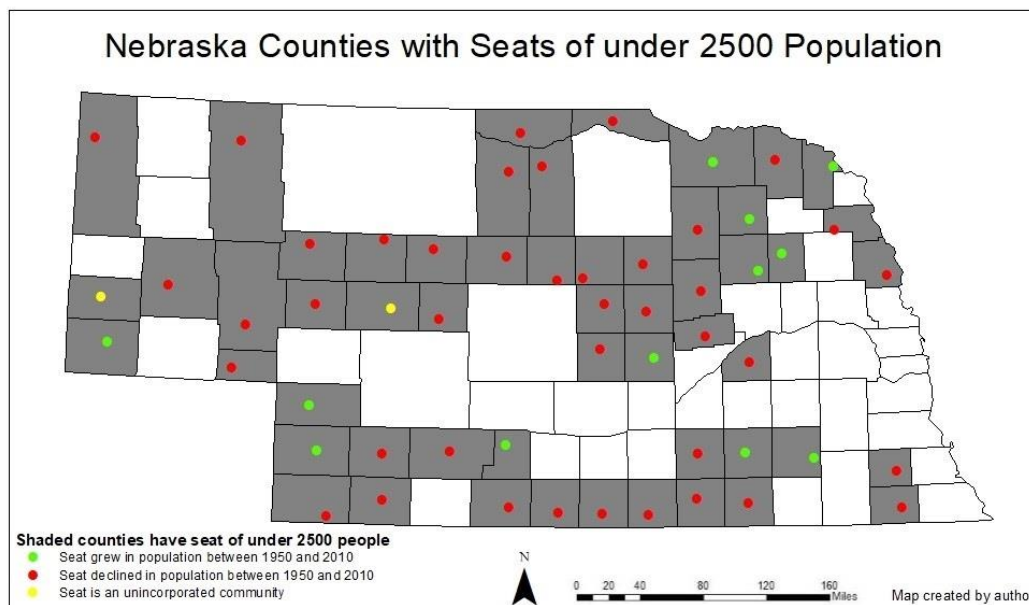 Nebraska Counties with Seats of under 2500 Population
Shaded counties have seat of under 2500 people
Seat grew in population between 1950 and 2010
Seat declined in population between 1950 and 2010
Seat is an unincorporated community
N
0 20 40 80 120 160
Miles
Map created by autho